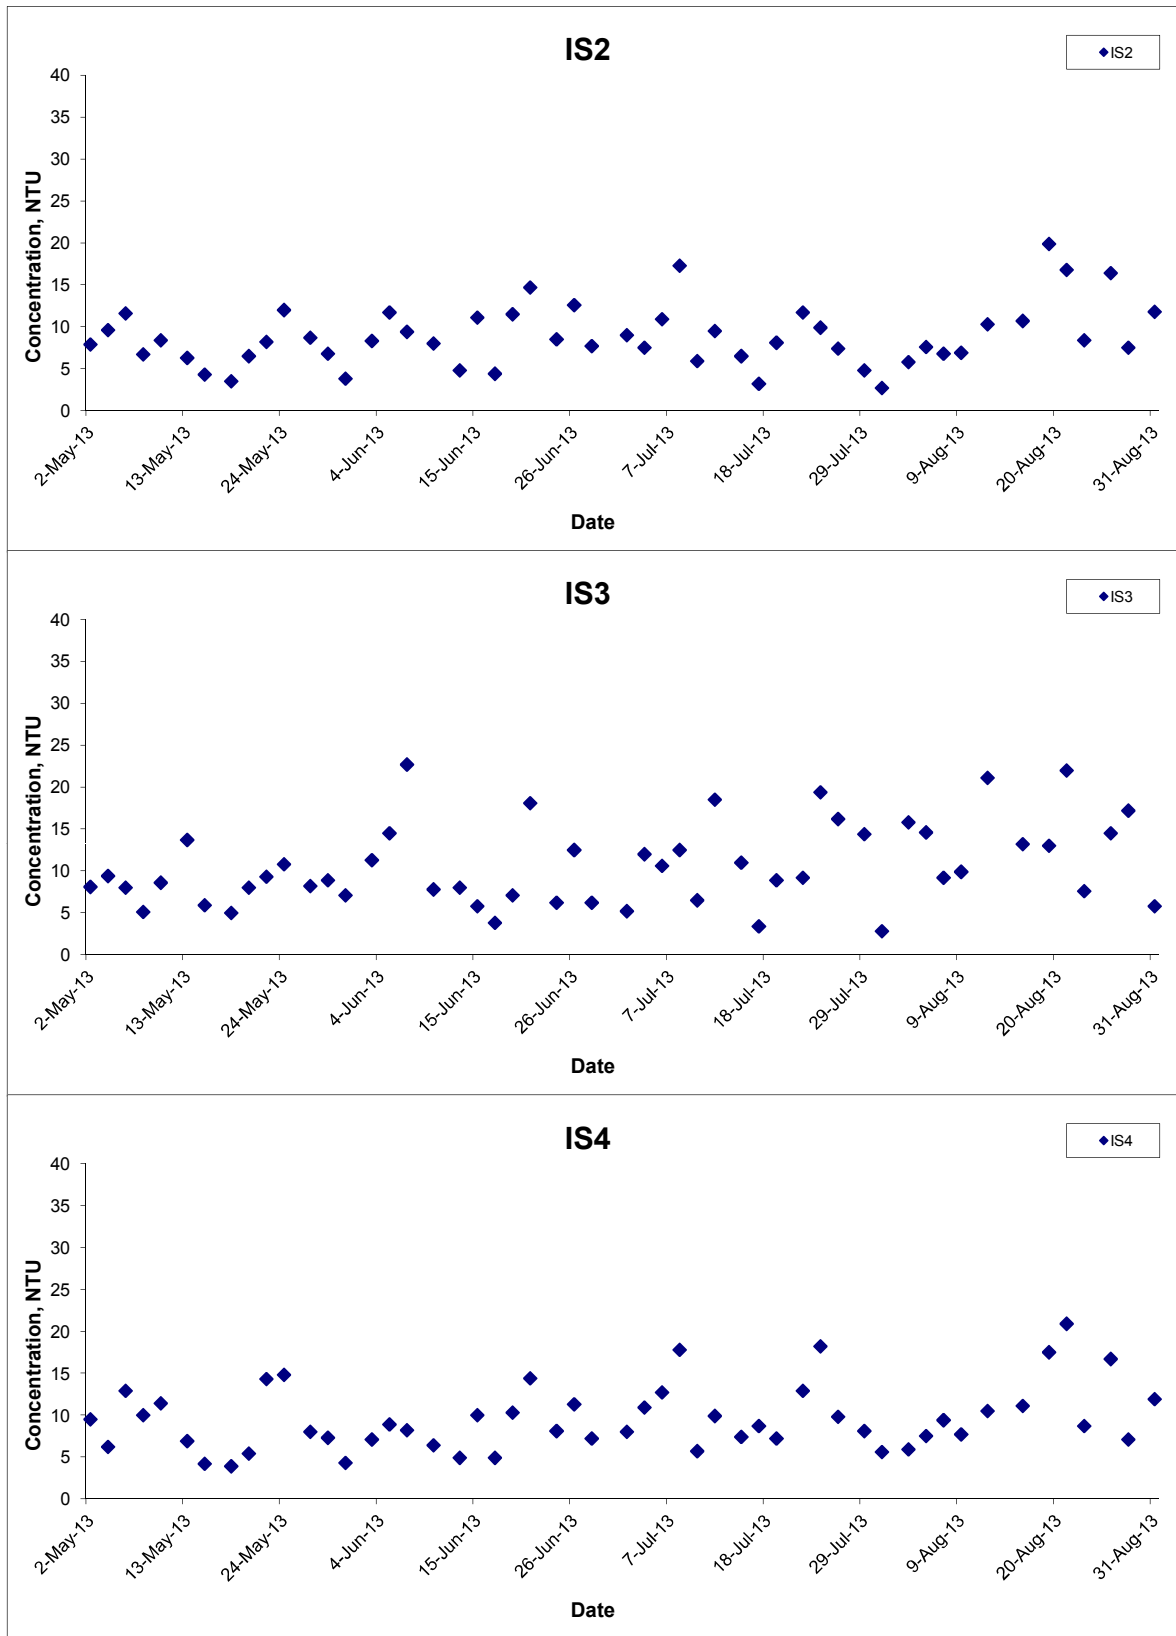 IS2
IS2
Concentration, NTU
40
35
30
25
20
15
10
5
0
2-May-13
13-May-13
24-May-13
4-Jun-13
15-Jun-13
26-Jun-13
7-Jul-13
18-Jul-13
29-Jul-13
9-Aug-13
20-Aug-13
31-Aug-13
Date
IS3
IS3
Concentration, NTU
40
35
30
25
20
15
10
5
0
2-May-13
13-May-13
24-May-13
4-Jun-13
15-Jun-13
26-Jun-13
7-Jul-13
18-Jul-13
29-Jul-13
9-Aug-13
20-Aug-13
31-Aug-13
Date
IS4
IS4
Concentration, NTU
40
35
30
25
20
15
10
5
0
2-May-13
13-May-13
24-May-13
4-Jun-13
15-Jun-13
26-Jun-13
7-Jul-13
18-Jul-13
29-Jul-13
9-Aug-13
20-Aug-13
31-Aug-13
Date